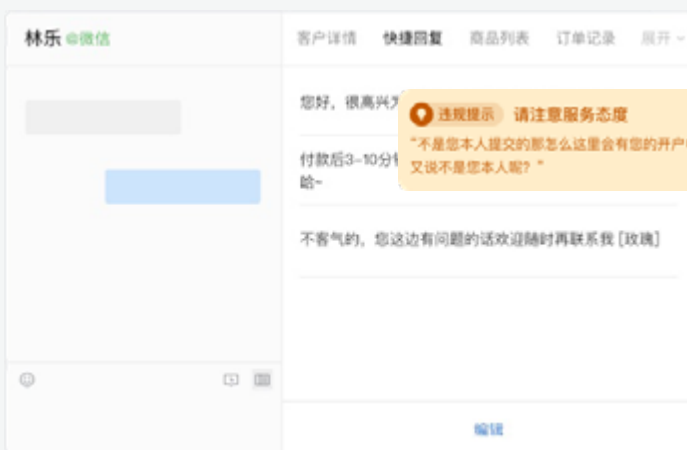 林乐 @微信
客户详情 快捷回复 商品列表 订单记录 展开
您好，很高兴为
违规提示 请注意服务态度
“不是您本人提交的那怎么这里会有您的开户
又说不是您本人呢？”
付款后3-10分钟
哈~
不客气的，您这边有问题的话欢迎随时再联系我 [玫瑰]
编辑